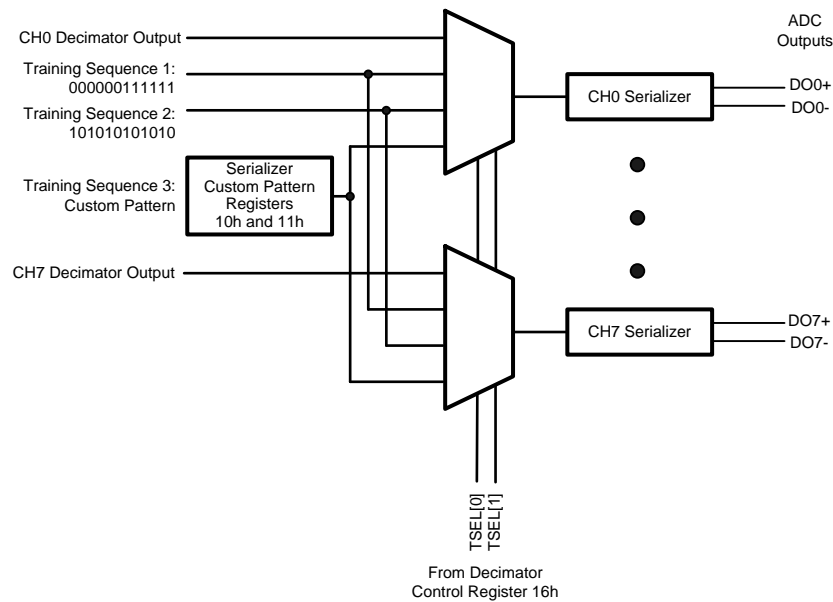 ADC
Outputs
CH0 Decimator Output
Training Sequence 1:
000000111111
Training Sequence 2:
101010101010
Training Sequence 3:
Custom Pattern
Serializer
Custom Pattern
Registers
10h and 11h
CH0 Serializer
DO0+
DO0-
CH7 Decimator Output
CH7 Serializer
DO7+
DO7-
TSEL[0]
TSEL[1]
From Decimator
Control Register 16h